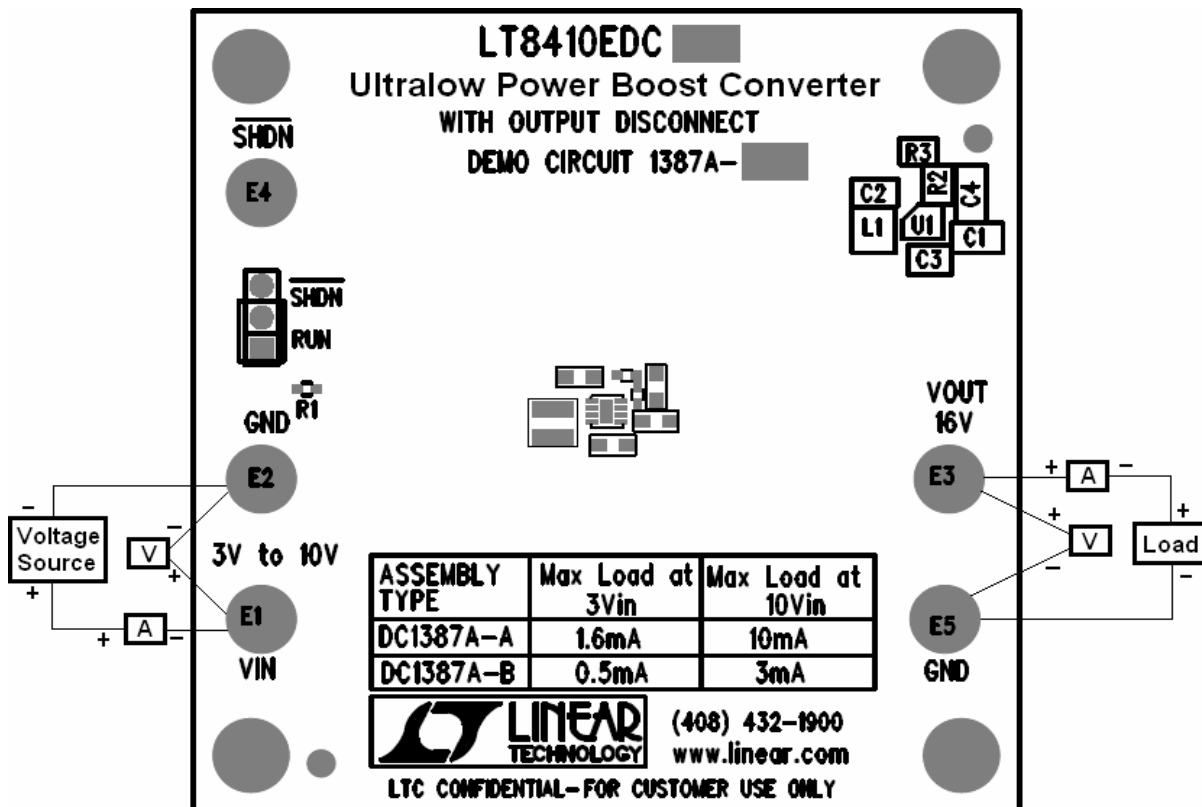 LT8410EDC
Ultralow Power Boost Converter
WITH OUTPUT DISCONNECT
DEMO CIRCUIT 1387A-
SHDN
E4
R3
R2
C4
C2
L1
U1
C1
C3
SHDN
RUN
R1
GND
E2
VOUT
16V
E3
+ A -
- 
Voltage
Source
+
-
V
+
3V to 10V
+
V
-
+
Load
-
E1
+ A -
VIN
E5
GND
ASSEMBLY TYPE | Max Load at 3Vin | Max Load at 10Vin
DC1387A-A 1.6mA 10mA
DC1387A-B 0.5mA 3mA
LINEAR
TECHNOLOGY
(408) 432-1900
www.linear.com
LTC CONFIDENTIAL-FOR CUSTOMER USE ONLY